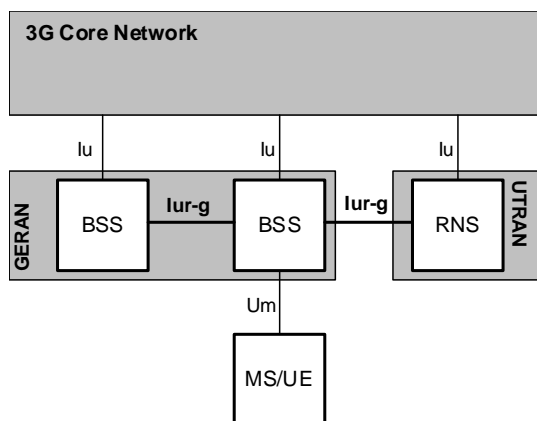 3G Core Network
Iu
Iu
Iu
GERAN
BSS
Iur-g
BSS
Iur-g
RNS
UTRAN
Um
MS/UE